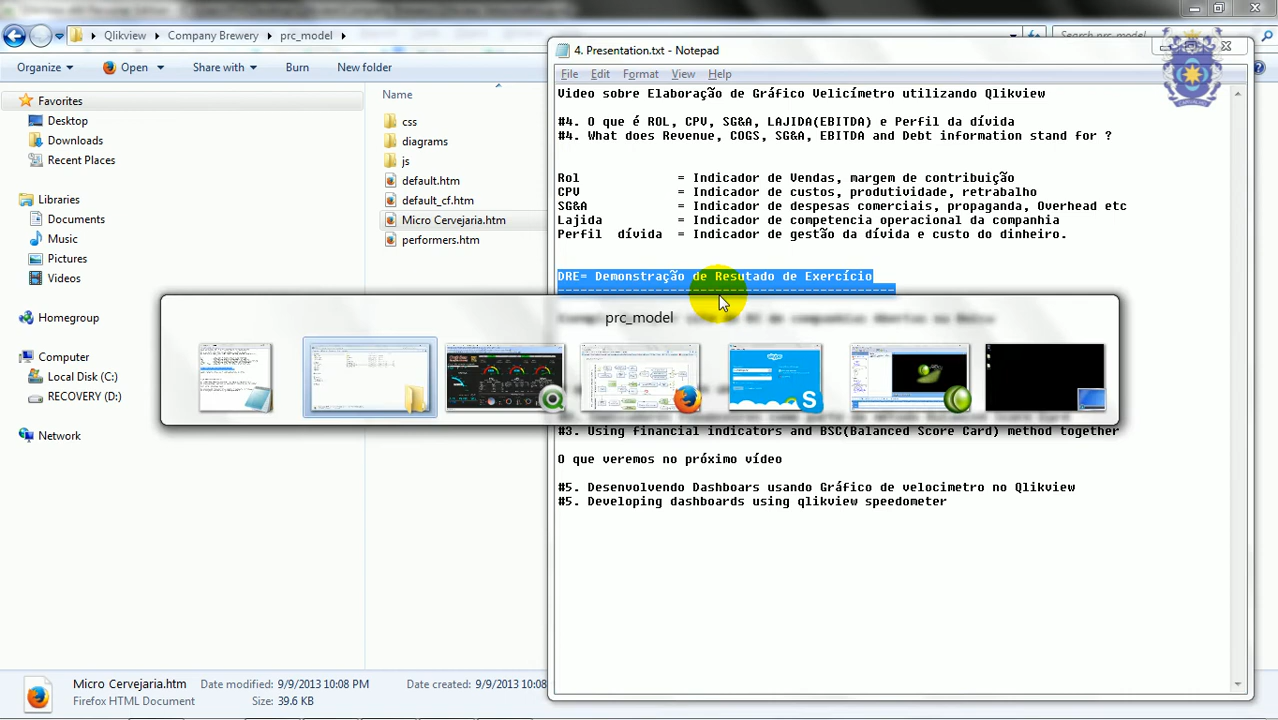 Qlikview
Company Brewery
prc_model
Organize
Open
Share with
Burn
New folder
Favorites
Desktop
Downloads
Recent Places
Libraries
Documents
Music
Pictures
Videos
Homegroup
Computer
Local Disk (C:)
RECOVERY (D:)
Network
Name
css
diagrams
js
default.htm
default_cf.htm
Micro Cervejaria.htm
performers.htm
4. Presentation.txt - Notepad
File Edit Format View Help
Video sobre Elaboração de Gráfico Velicímetro utilizando Qlikview
#4. O que é ROL, CPV, SG&A, LAJIDA(EBITDA) e Perfil da dívida
#4. What does Revenue, COGS, SG&A, EBITDA and Debt information stand for ?
Rol = Indicador de Vendas, margem de contribuição
CPV = Indicador de custos, produtividade, retrabalho
SG&A = Indicador de despesas comerciais, propaganda, Overhead etc
Lajida = Indicador de competencia operacional da companhia
Perfil dívida = Indicador de gestão da dívida e custo do dinheiro.
DRE= Demonstração de Resutado de Exercício
---------------------------------------------
prc_model
#3. Using financial indicators and BSC(Balanced Score Card) method together
O que veremos no próximo vídeo
#5. Desenvolvendo Dashboars usando Gráfico de velocimetro no Qlikview
#5. Developing dashboards using qlikview speedometer
Micro Cervejaria.htm Date modified: 9/9/2013 10:08 PM Date created: 9/9/2013 10:08 PM
Firefox HTML Document Size: 39.6 KB